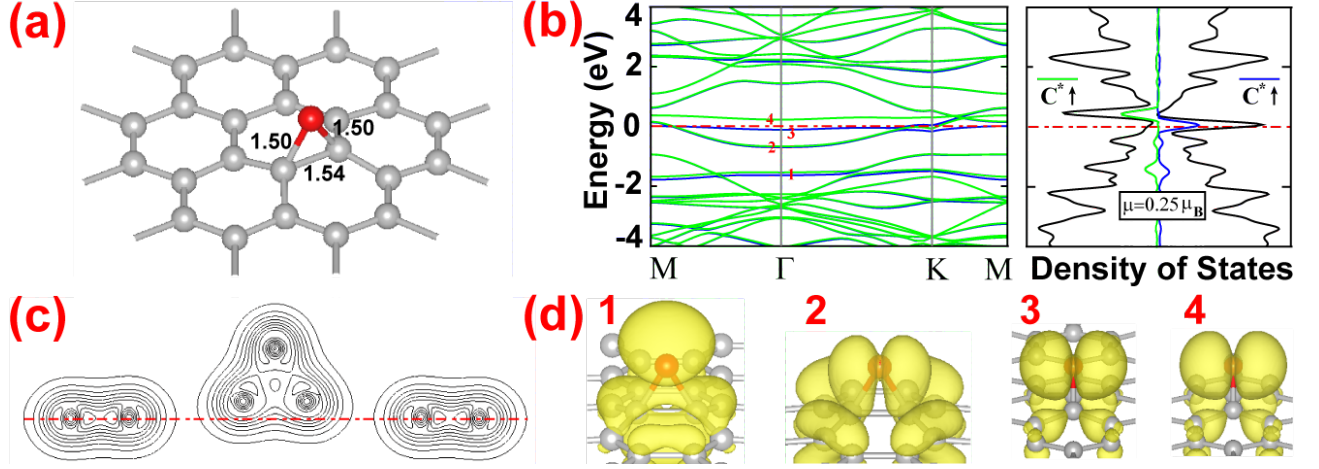 (a)
1.50
1.50
1.54
(b)
Energy (eV)
4
2
0
-2
-4
4
3
2
1
M
Γ
K
M
C*↑
C*↑
μ=0.25μB
Density of States
(c)
(d)
1
2
3
4